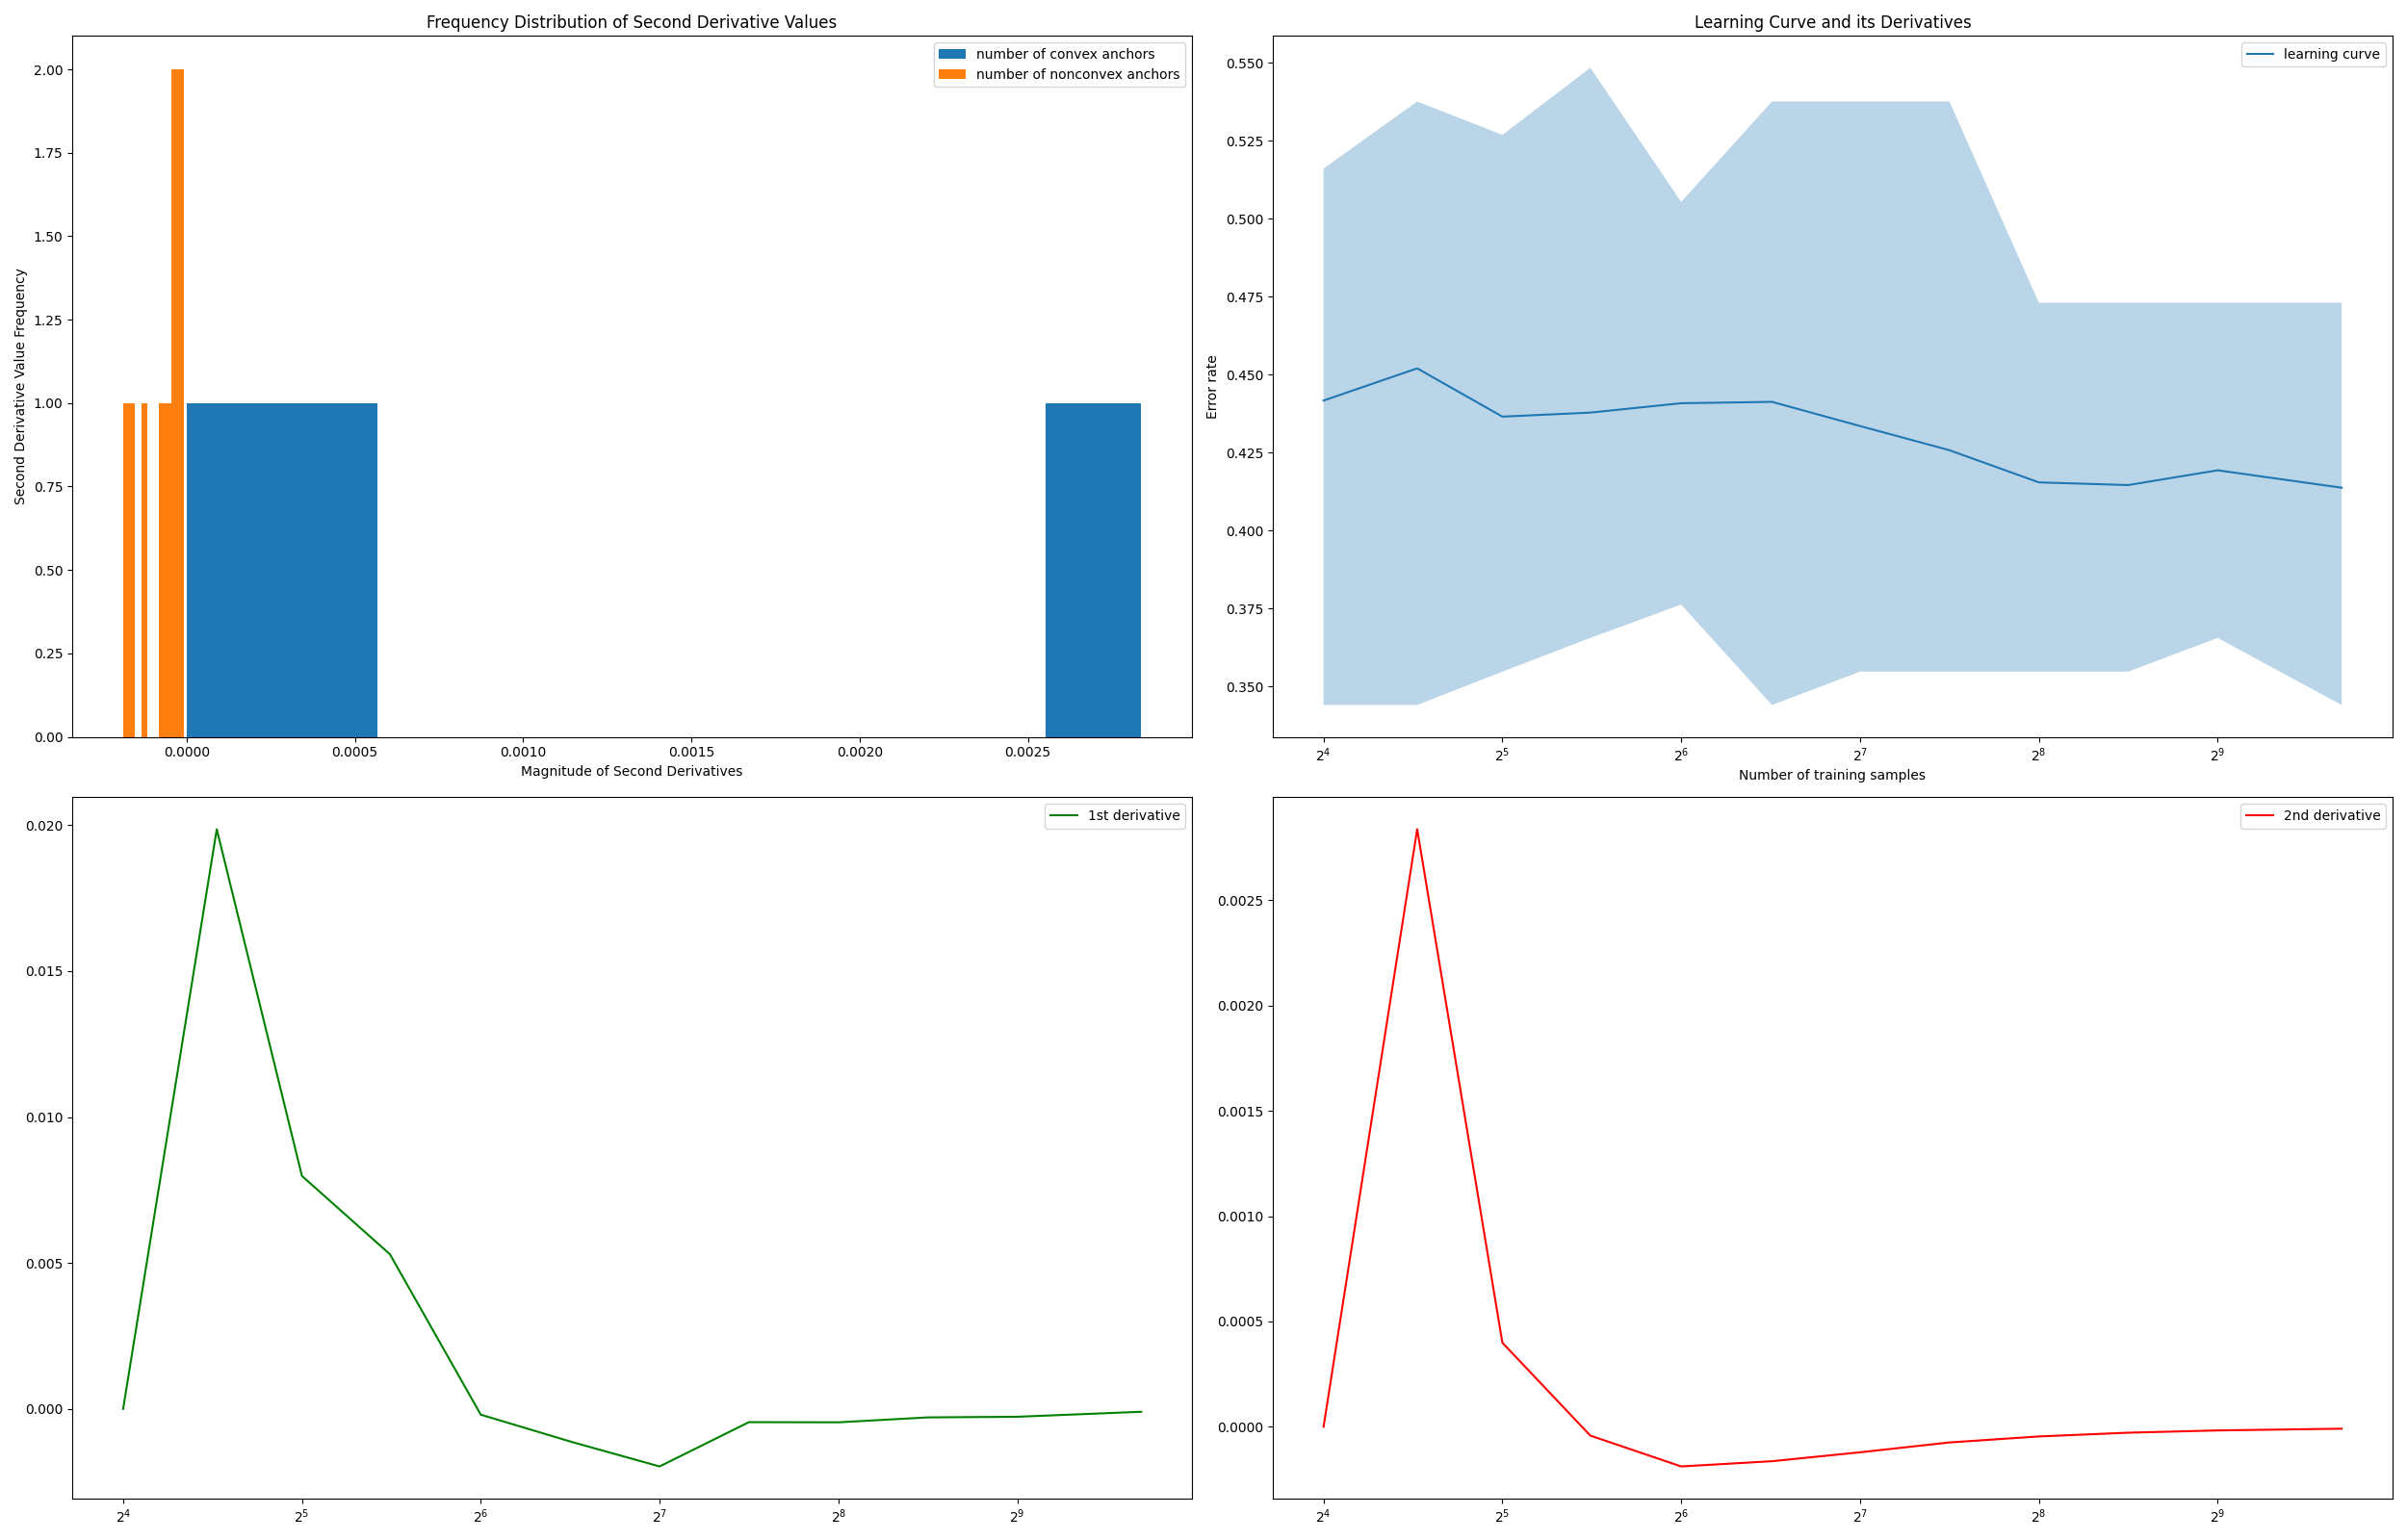 Frequency Distribution of Second Derivative Values
number of convex anchors
number of nonconvex anchors
2.00
1.75
1.50
1.25
1.00
0.75
0.50
0.25
0.00
Second Derivative Value Frequency
0.0000 0.0005 0.0010 0.0015 0.0020 0.0025
Magnitude of Second Derivatives
Learning Curve and its Derivatives
learning curve
0.550
0.525
0.500
0.475
0.450
0.425
0.400
0.375
0.350
Error rate
2⁴ 2⁵ 2⁶ 2⁷ 2⁸ 2⁹
Number of training samples
1st derivative
0.020
0.015
0.010
0.005
0.000
2⁴ 2⁵ 2⁶ 2⁷ 2⁸ 2⁹
2nd derivative
0.0025
0.0020
0.0015
0.0010
0.0005
0.0000
2⁴ 2⁵ 2⁶ 2⁷ 2⁸ 2⁹